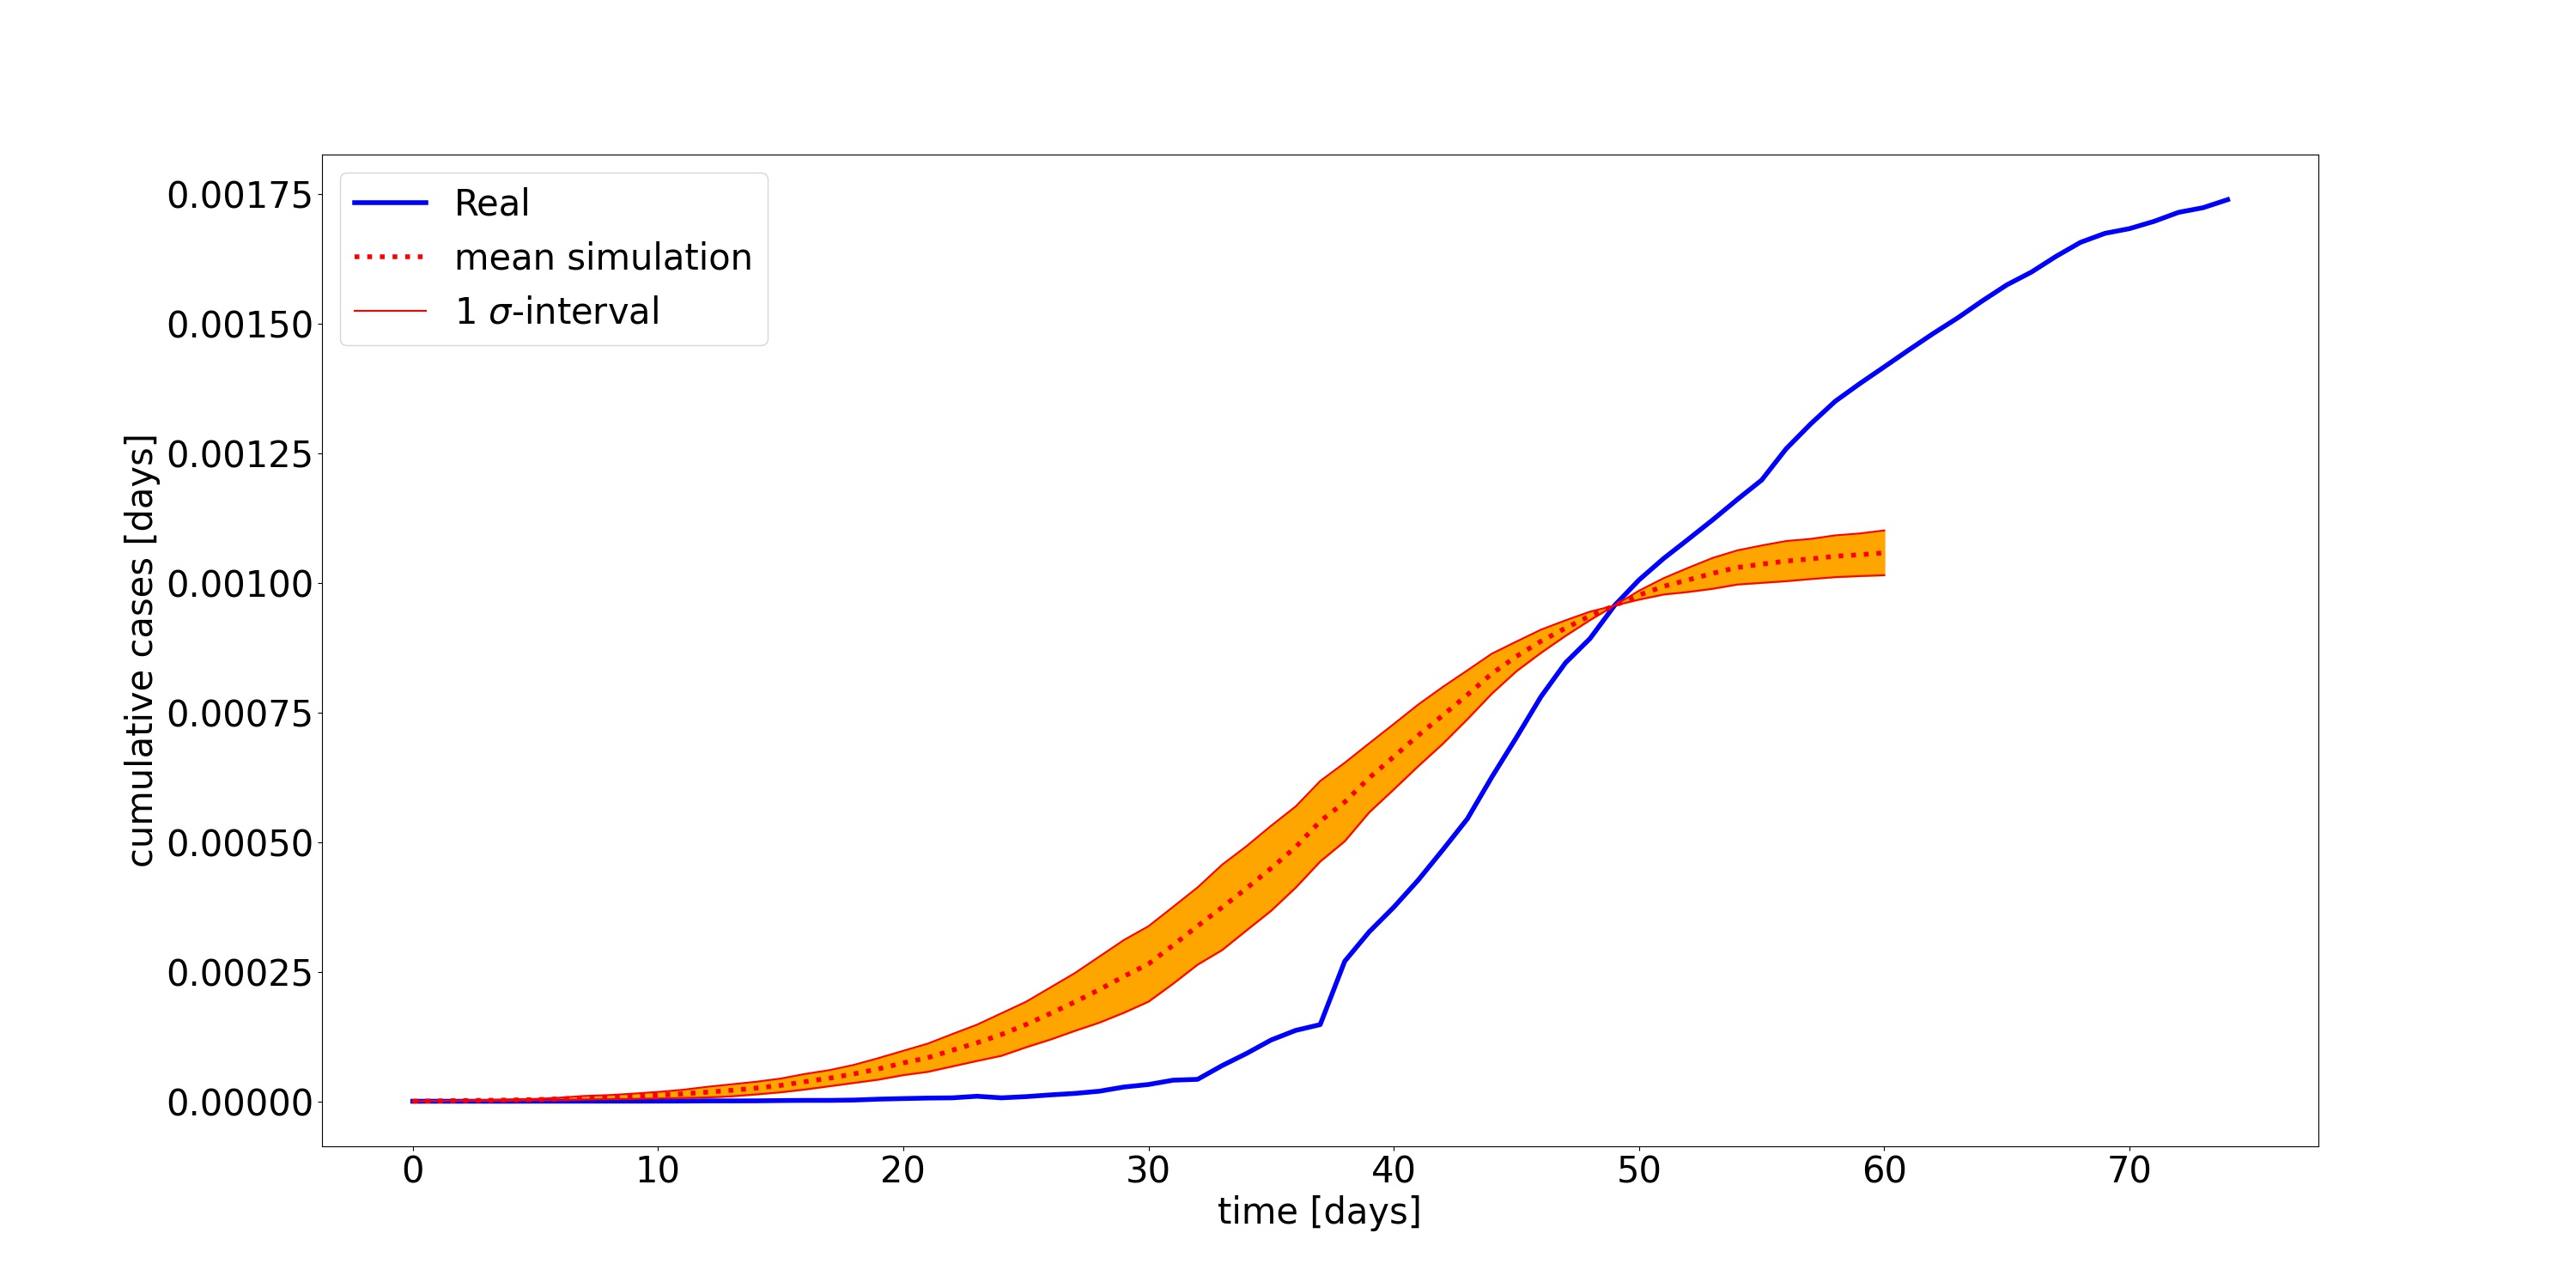 Real
mean simulation
1 σ-interval
0.00175
0.00150
0.00125
0.00100
0.00075
0.00050
0.00025
0.00000
cumulative cases [days]
0 10 20 30 40 50 60 70
time [days]